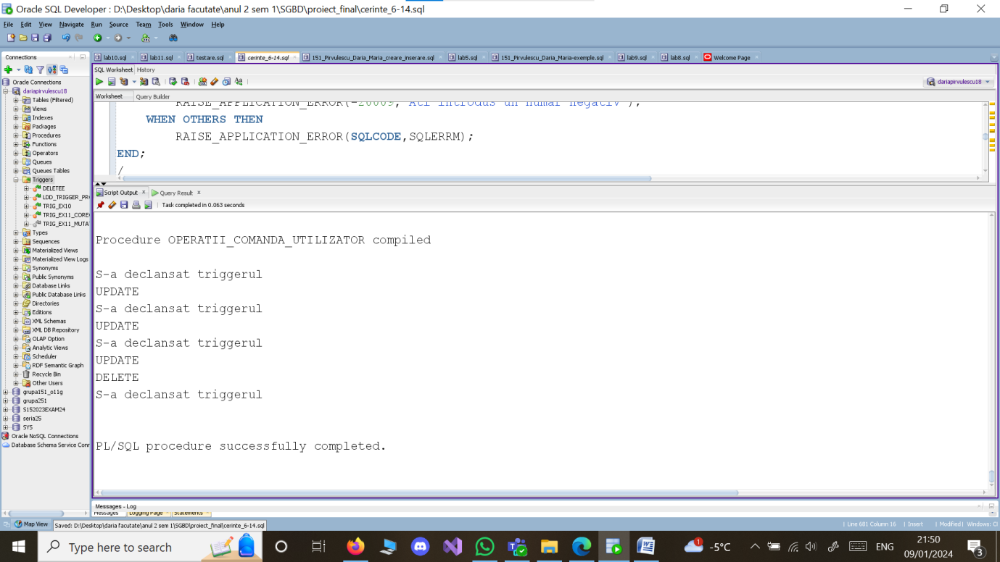 Oracle SQL Developer : D:\Desktop\daria facutate\anul 2 sem 1\SGBD\proiect_final\cerinte_6-14.sql
File Edit View Navigate Run Source Team Tools Window Help
Connections
lab10.sql lab11.sql testare.sql cerinte_6-14.sql 151_Pirvulescu_Daria_Maria_creare_inserare.sql lab5.sql 151_Pirvulescu_Daria_Maria-exemple.sql lab9.sql lab8.sql Welcome Page
SQL Worksheet History
dariapirvulescu18
Worksheet Query Builder
Oracle Connections
dariapirvulescu18
Tables (Filtered)
Views
Indexes
Packages
Procedures
Functions
Operators
Queues
Queues Tables
Triggers
DELETEE
LDD_TRIGGER_PR
TRIG_EX10
TRIG_EX11_CORE
TRIG_EX11_MUTA
Types
Sequences
Materialized Views
Materialized View Logs
Synonyms
Public Synonyms
Database Links
Public Database Links
Directories
Editions
XML Schemas
XML DB Repository
OLAP Option
Analytic Views
Scheduler
RDF Semantic Graph
Recycle Bin
Other Users
grupa151_o11g
grupa251
S152023EXAM24
seria25
SYS
Oracle NoSQL Connections
Database Schema Service Conn
RAISE_APPLICATION_ERROR(-20009,'Ati introdus un numar negativ');
WHEN OTHERS THEN
RAISE_APPLICATION_ERROR(SQLCODE,SQLERRM);
END;
/
Script Output Query Result
Task completed in 0.063 seconds
Procedure OPERATII_COMANDA_UTILIZATOR compiled
S-a declansat triggerul
UPDATE
S-a declansat triggerul
UPDATE
S-a declansat triggerul
UPDATE
DELETE
S-a declansat triggerul
PL/SQL procedure successfully completed.
Messages - Log
Messages Logging Page Statements
Map View Saved: D:\Desktop\daria facutate\anul 2 sem 1\SGBD\proiect_final\cerinte_6-14.sql
Line 681 Column 16 Insert Modified Windows: C
Type here to search
1
-5°C
ENG
21:50
09/01/2024
3